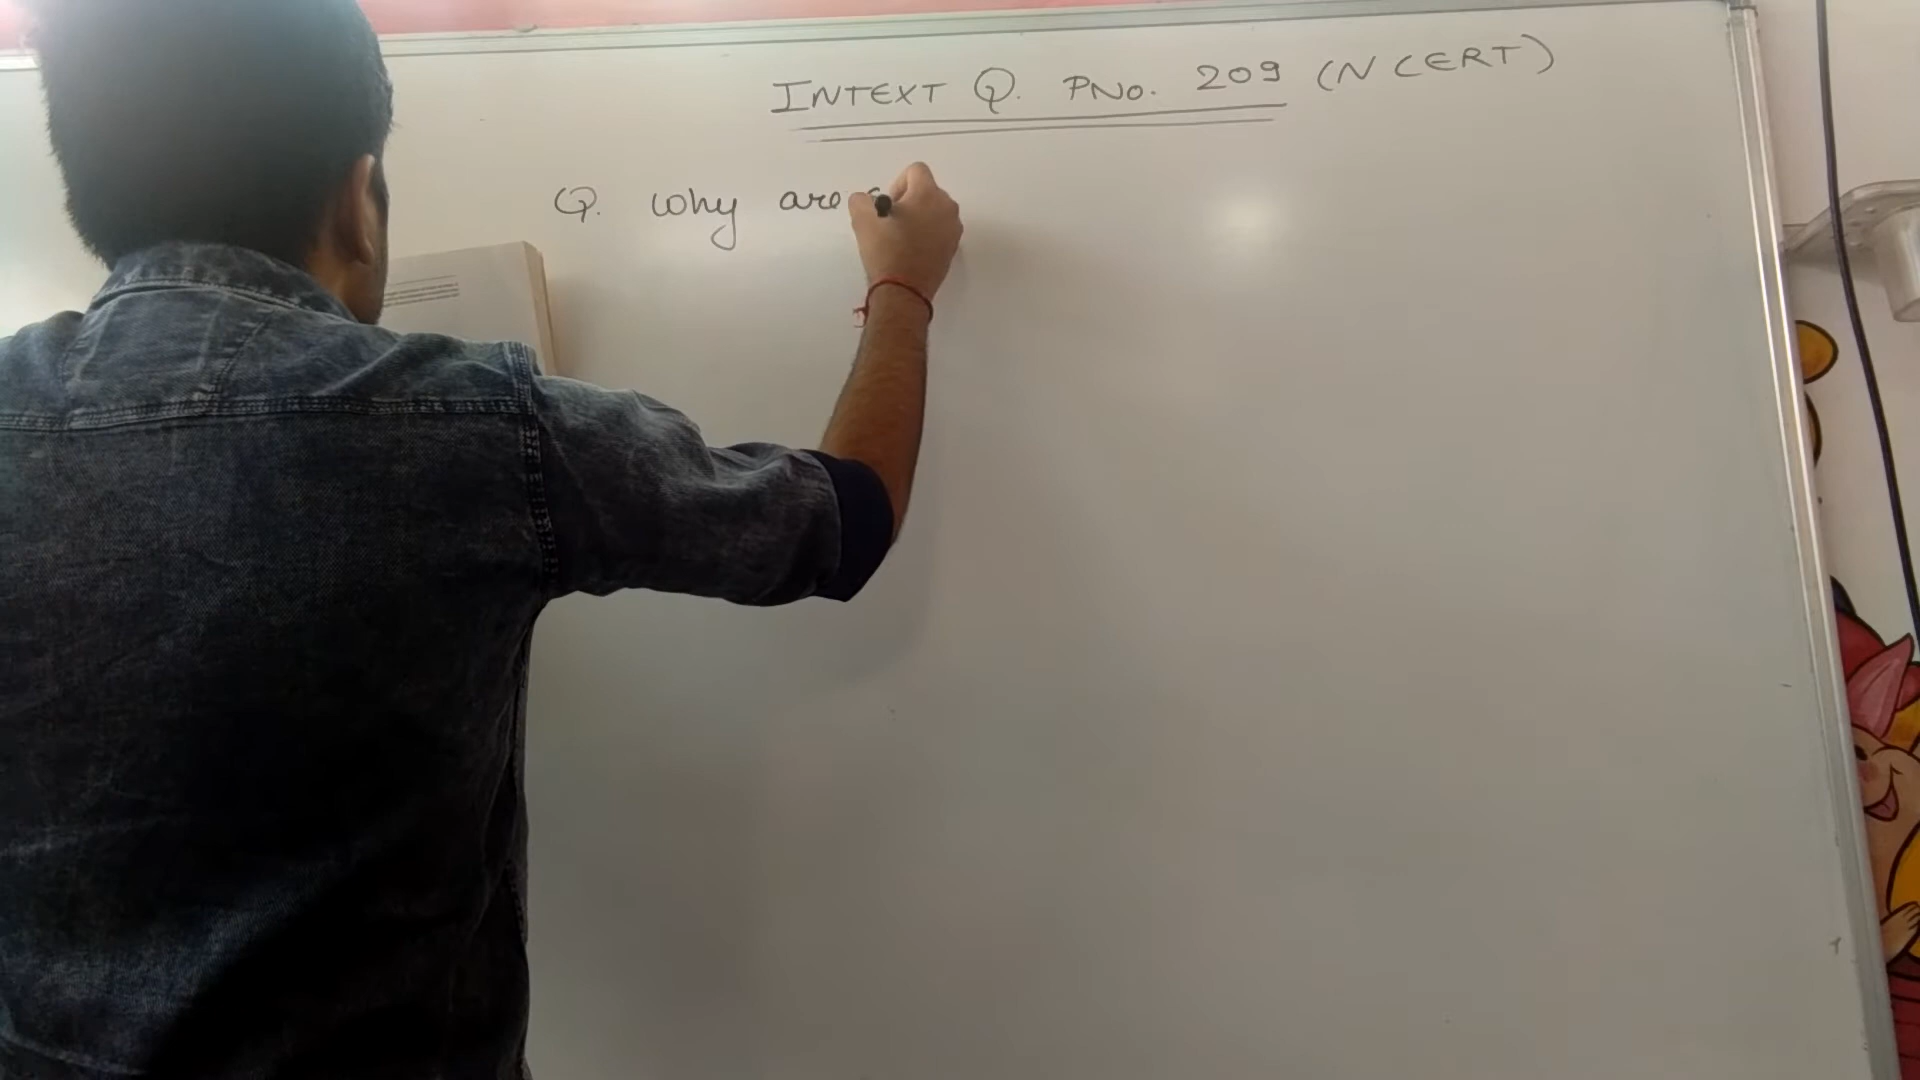 INTEXT Q. PNo. 209 (NCERT)
Q. Why are